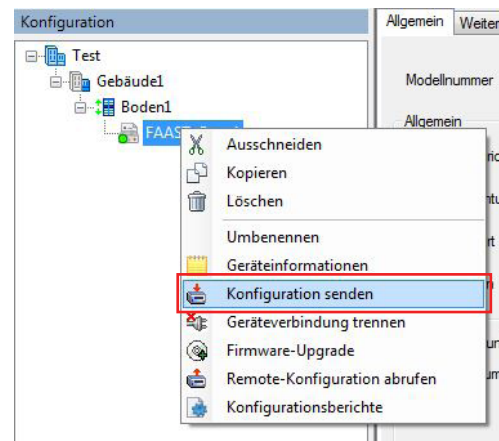 Konfiguration
Allgemein Weiter
Test
Gebäude1
Modellnummer
Boden1
Allgemein
FAAST
Ausschneiden
Kopieren
Löschen
Umbenennen
Geräteinformationen
Konfiguration senden
Geräteverbindung trennen
Firmware-Upgrade
Remote-Konfiguration abrufen
Konfigurationsberichte